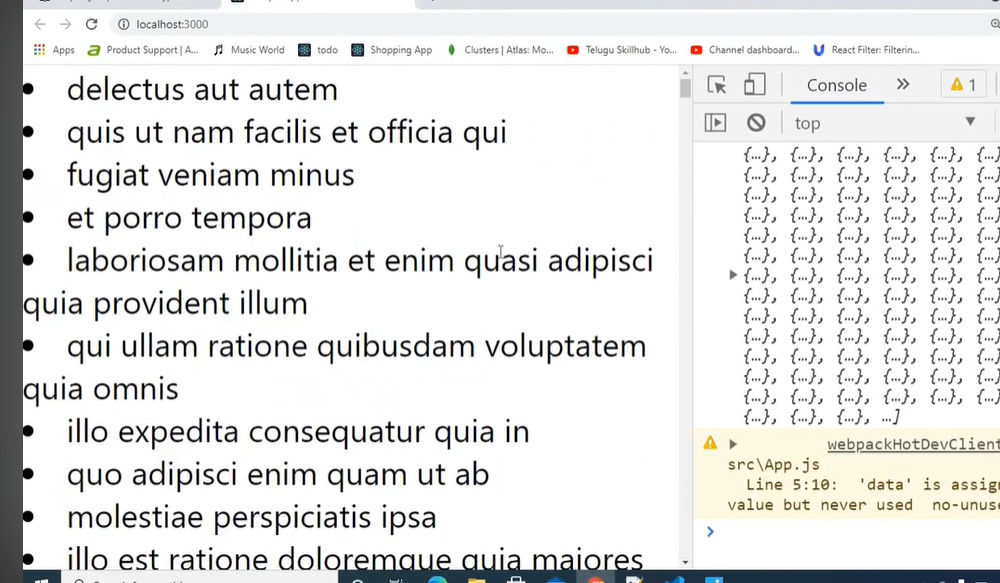 localhost:3000
Apps Product Support | A... Music World todo Shopping App Clusters | Atlas: Mo... Telugu Skillhub - Yo... Channel dashboard... React Filter: Filterin...
delectus aut autem
quis ut nam facilis et officia qui
fugiat veniam minus
et porro tempora
laboriosam mollitia et enim quasi adipisci
quia provident illum
qui ullam ratione quibusdam voluptatem
quia omnis
illo expedita consequatur quia in
quo adipisci enim quam ut ab
molestiae perspiciatis ipsa
illo est ratione doloremque quia maiores
Console » 1
top
{…}, {…}, {…}, {…}, {…}, {…}
{…}, {…}, {…}, {…}, {…}, {…}
{…}, {…}, {…}, {…}, {…}, {…}
{…}, {…}, {…}, {…}, {…}, {…}
{…}, {…}, {…}, {…}, {…}, {…}
{…}, {…}, {…}, {…}, {…}, {…}
{…}, {…}, {…}, {…}, {…}, {…}
{…}, {…}, {…}, {…}, {…}, {…}
{…}, {…}, {…}, {…}, {…}, {…}
{…}, {…}, {…}, {…}, {…}, {…}
{…}, {…}, {…}, {…}, {…}, {…}
{…}, {…}, {…}, {…}, {…}, {…}
{…}, {…}, {…}, {…}, {…}, {…}
{…}, {…}, {…}, …]
webpackHotDevClient
src\App.js
Line 5:10: 'data' is assign
value but never used no-unuse